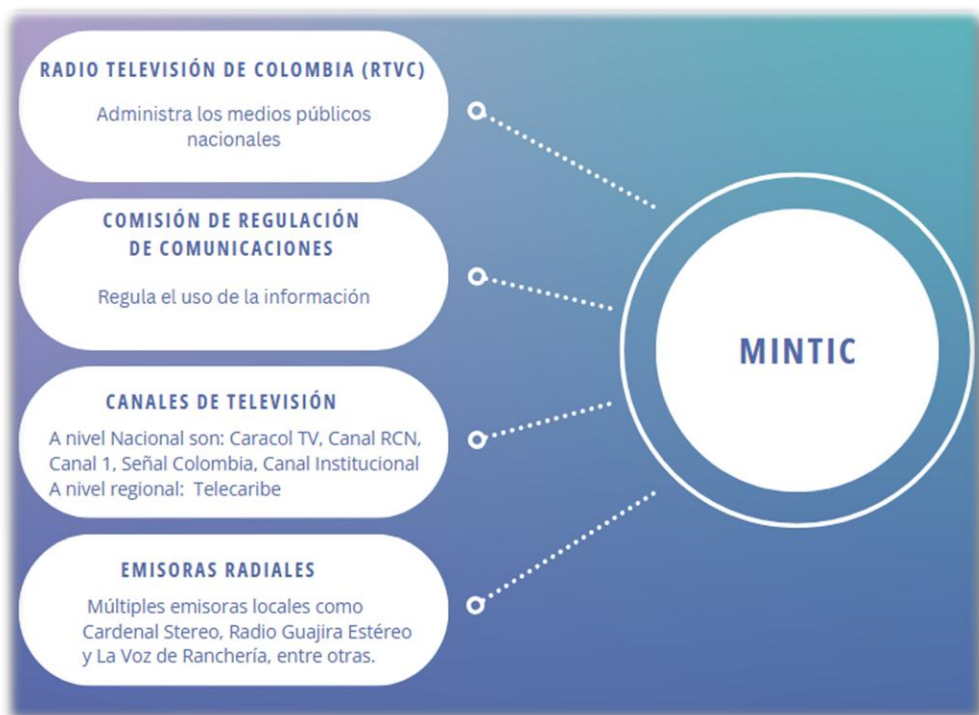 RADIO TELEVISIÓN DE COLOMBIA (RTVC)
Administra los medios públicos
nacionales
COMISIÓN DE REGULACIÓN
DE COMUNICACIONES
Regula el uso de la información
CANALES DE TELEVISIÓN
A nivel Nacional son: Caracol TV, Canal RCN,
Canal 1, Señal Colombia, Canal Institucional
A nivel regional: Telecaribe
EMISORAS RADIALES
Múltiples emisoras locales como
Cardenal Stereo, Radio Guajira Estéreo
y La Voz de Ranchería, entre otras.
MINTIC